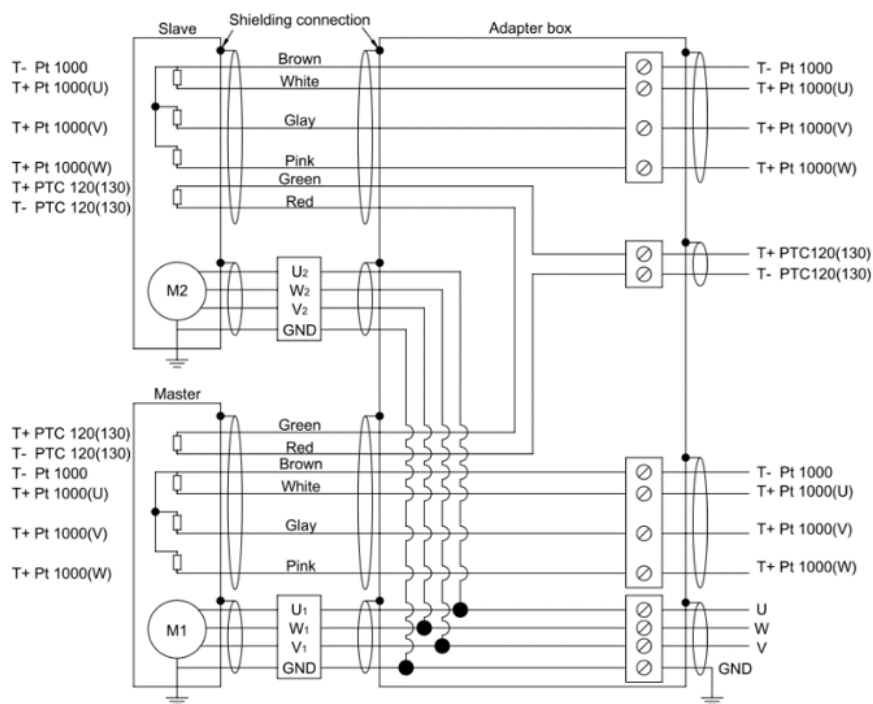 Slave
Shielding connection
Adapter box
T- Pt 1000
T+ Pt 1000(U)
T+ Pt 1000(V)
T+ Pt 1000(W)
T+ PTC 120(130)
T- PTC 120(130)
Brown
White
Glay
Pink
Green
Red
T- Pt 1000
T+ Pt 1000(U)
T+ Pt 1000(V)
T+ Pt 1000(W)
T+ PTC120(130)
T- PTC120(130)
M2
U2
W2
V2
GND
Master
T+ PTC 120(130)
T- PTC 120(130)
T- Pt 1000
T+ Pt 1000(U)
T+ Pt 1000(V)
T+ Pt 1000(W)
Green
Red
Brown
White
Glay
Pink
T- Pt 1000
T+ Pt 1000(U)
T+ Pt 1000(V)
T+ Pt 1000(W)
M1
U1
W1
V1
GND
U
W
V
GND